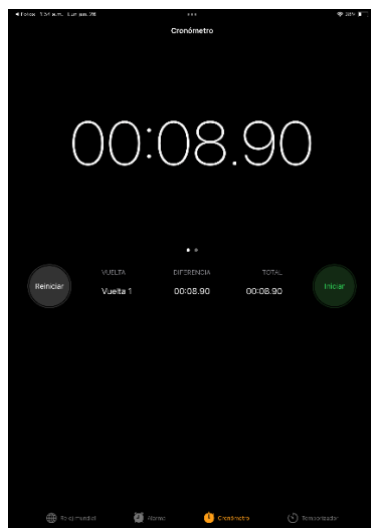 Cronómetro
00:08.90
VUELTA DIFERENCIA TOTAL
Reiniciar
Vuelta 1 00:08.90 00:08.90
Iniciar
Cronómetro